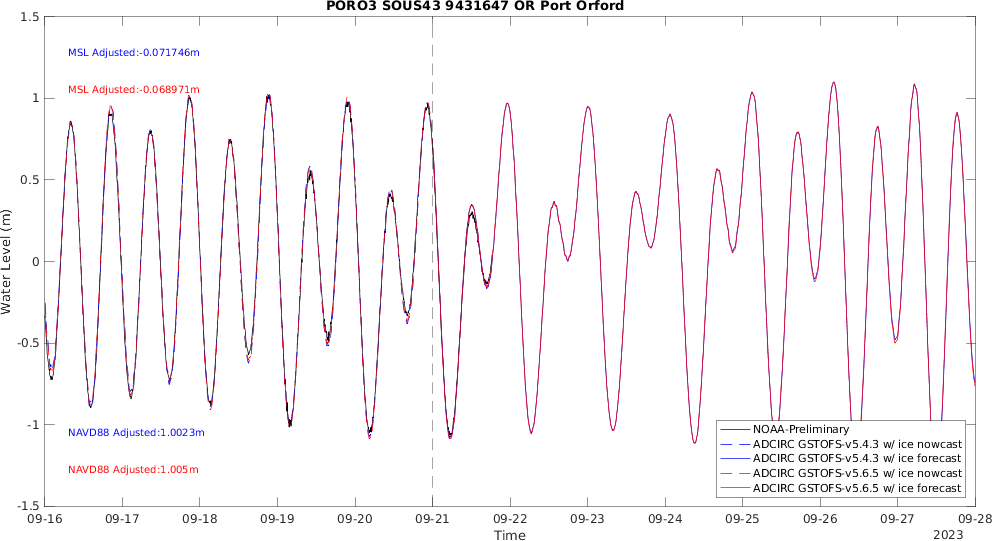 PORO3 SOUS43 9431647 OR Port Orford
1.5
MSL Adjusted:-0.071746m
MSL Adjusted:-0.068971m
1
0.5
Water Level (m)
0
-0.5
-1
NAVD88 Adjusted:1.0023m
NAVD88 Adjusted:1.005m
-1.5
NOAA-Preliminary
ADCIRC GSTOFS-v5.4.3 w/ ice nowcast
ADCIRC GSTOFS-v5.4.3 w/ ice forecast
ADCIRC GSTOFS-v5.6.5 w/ ice nowcast
ADCIRC GSTOFS-v5.6.5 w/ ice forecast
09-16 09-17 09-18 09-19 09-20 09-21 09-22 09-23 09-24 09-25 09-26 09-27 09-28
Time
2023